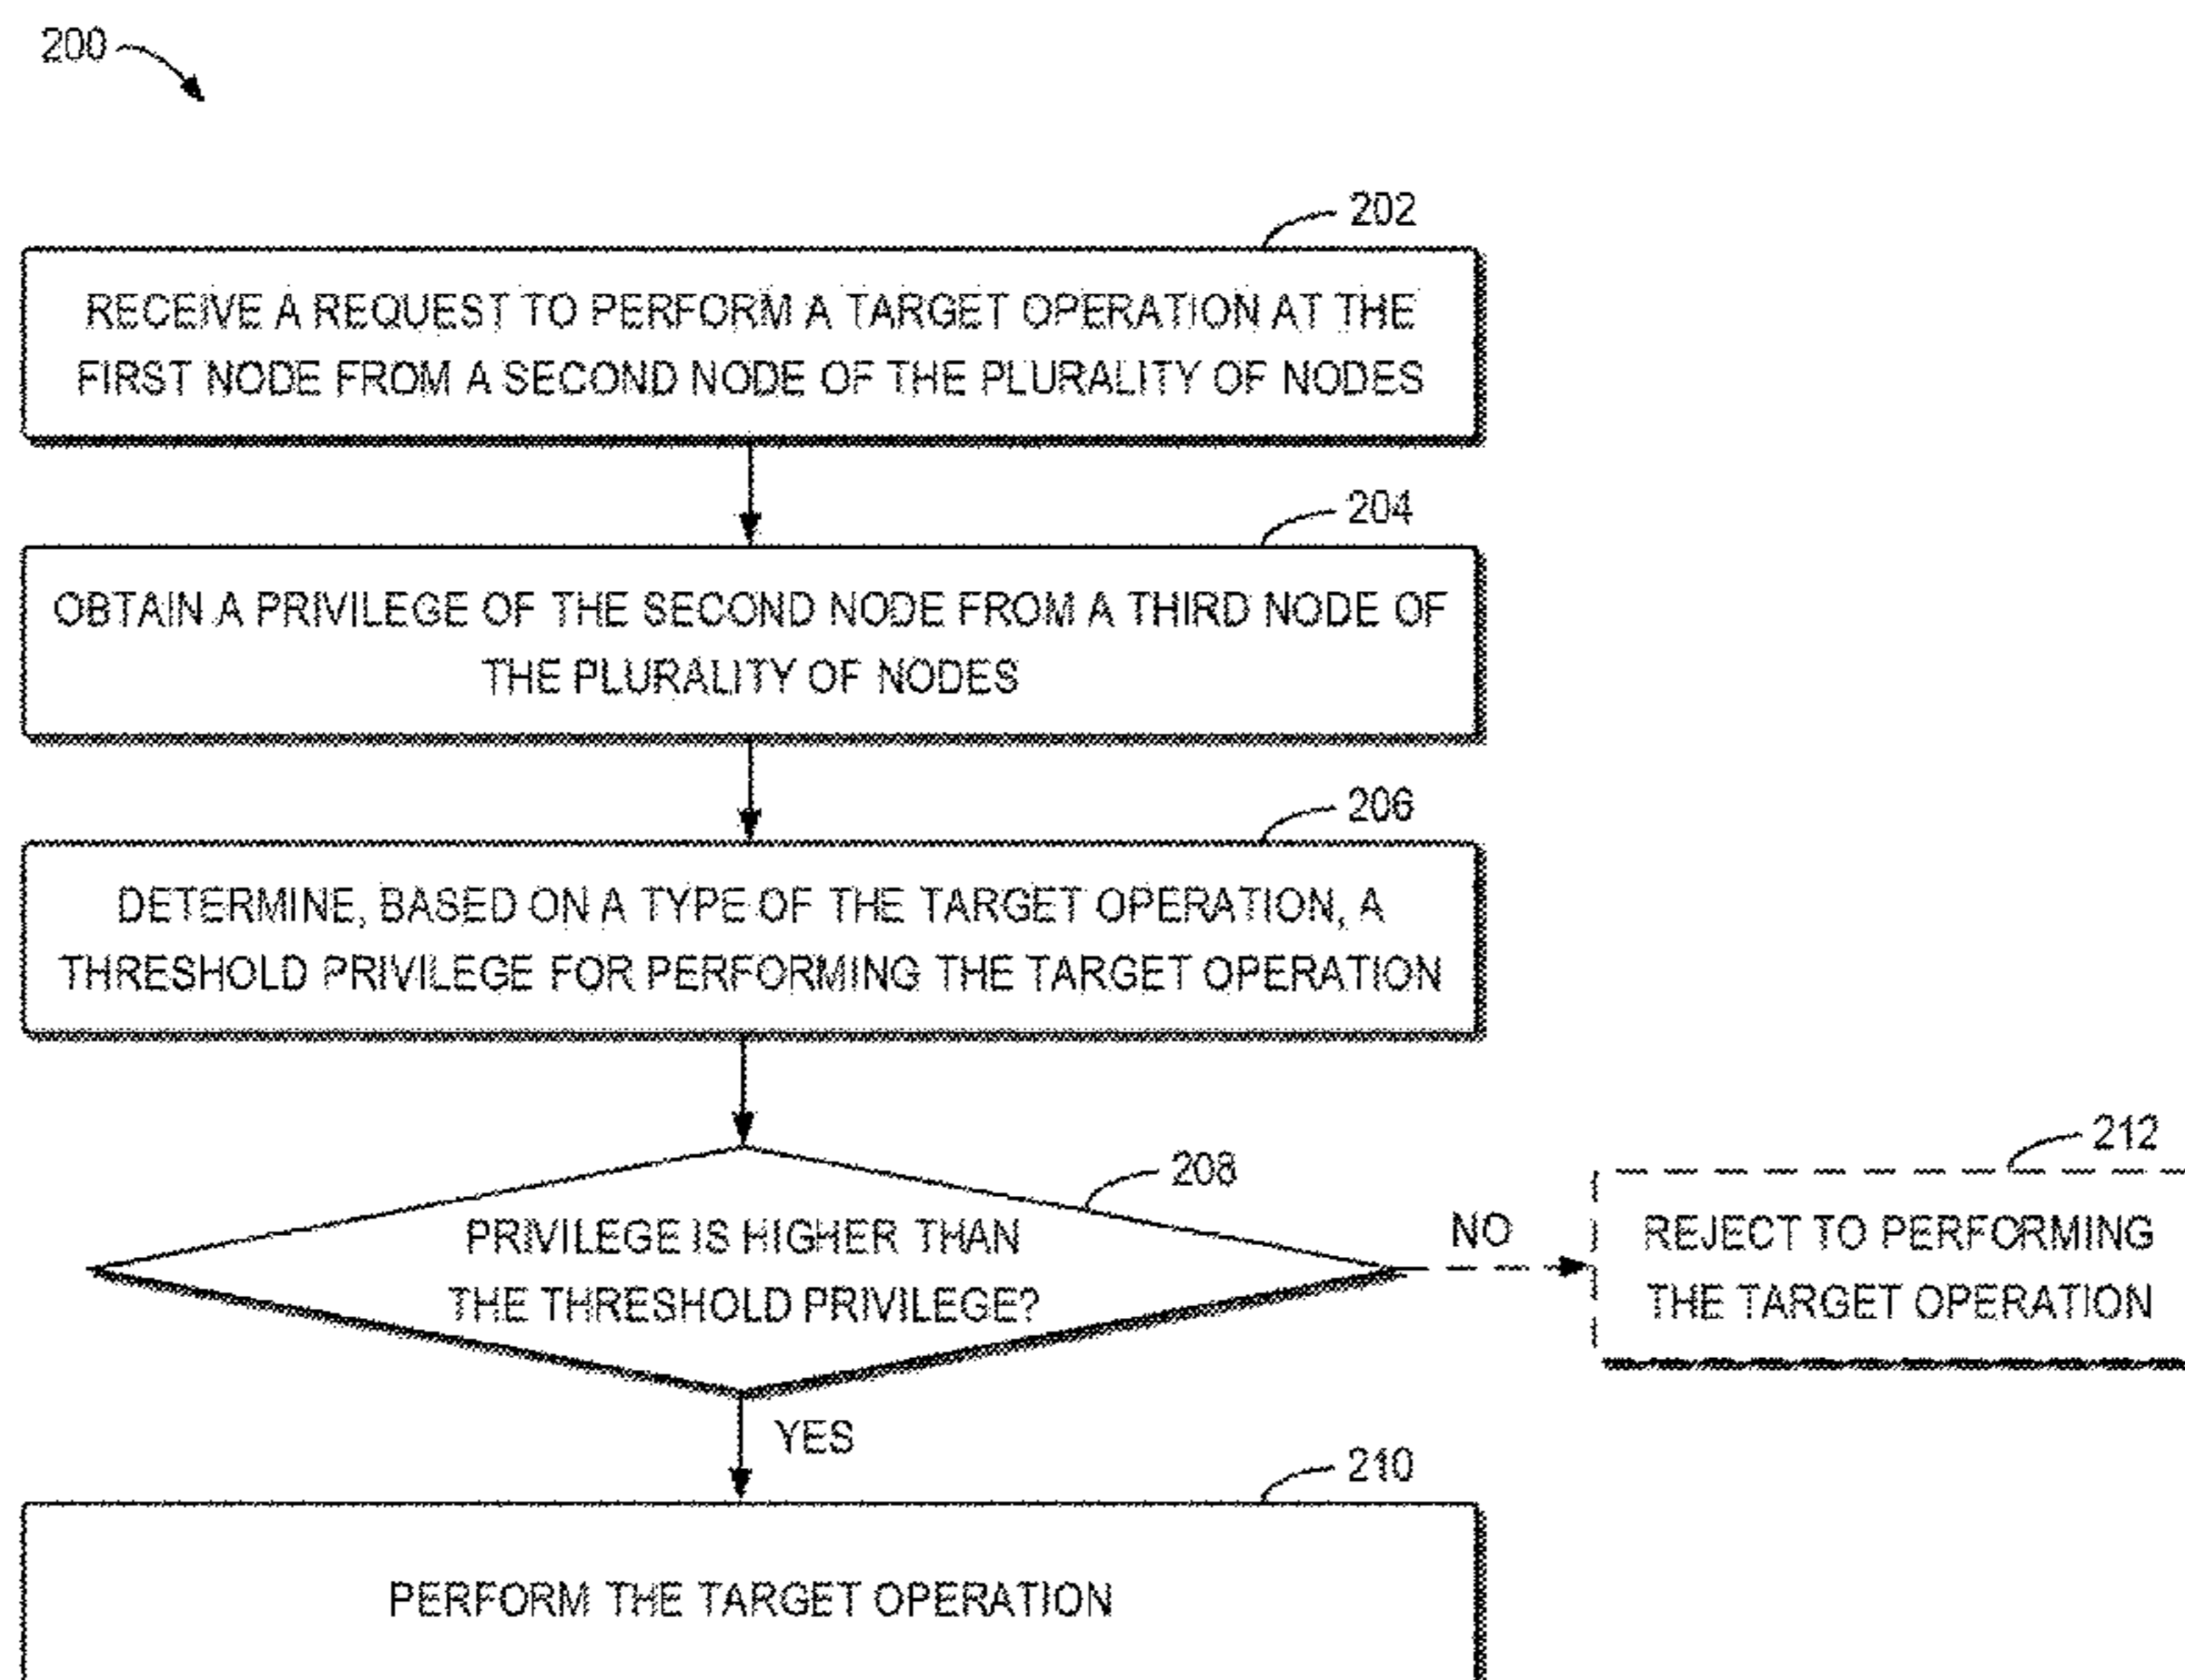 200
202
RECEIVE A REQUEST TO PERFORM A TARGET OPERATION AT THE
FIRST NODE FROM A SECOND NODE OF THE PLURALITY OF NODES
204
OBTAIN A PRIVILEGE OF THE SECOND NODE FROM A THIRD NODE OF
THE PLURALITY OF NODES
206
DETERMINE, BASED ON A TYPE OF THE TARGET OPERATION, A
THRESHOLD PRIVILEGE FOR PERFORMING THE TARGET OPERATION
208
PRIVILEGE IS HIGHER THAN
THE THRESHOLD PRIVILEGE?
NO
212
REJECT TO PERFORMING
THE TARGET OPERATION
YES
210
PERFORM THE TARGET OPERATION